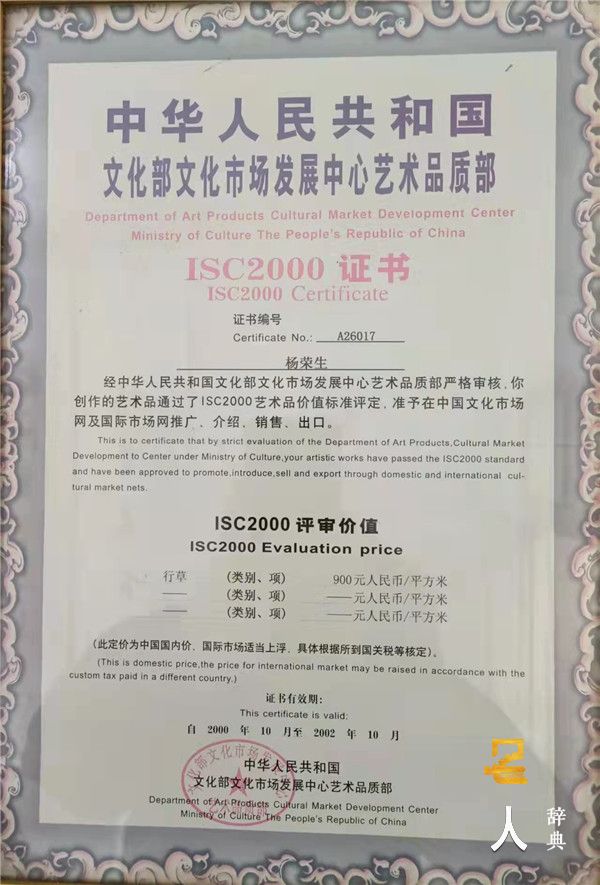 中华人民共和国
文化部文化市场发展中心艺术品质部
Department of Art Products Cultural Market Development Center
Ministry of Culture The People's Republic of China
ISC2000 证书
ISC2000 Certificate
证书编号
Certificate No.: A26017
杨荣生
经中华人民共和国文化部文化市场发展中心艺术品质部严格审核，你
创作的艺术品通过了ISC2000艺术品价值标准评定，准予在中国文化市场
网及国际市场网推广、介绍、销售、出口。
This is to certificate that by strict evaluation of the Department of Art Products,Cultural Market
Development to Center under Ministry of Culture,your artistic works have passed the ISC2000 standard
and have been approved to promote.introduce,sell and export through domestic and international cul-
tural market nets.
ISC2000 评审价值
ISC2000 Evaluation price
行草 (类别、项) 900元人民币/平方米
—— (类别、项) ——元人民币/平方米
—— (类别、项) ——元人民币/平方米
(此定价为中国国内价、国际市场适当上浮，具体根据所到国关税等核定)。
(This is domestic price,the price for international market may be raised in accordance with the
custom tax paid in a different country.)
证书有效期：
This certificate is valid:
自 2000 年 10 月至 2002 年 10 月
中华人民共和国
文化部文化市场发展中心艺术品质部
Department of Art Products Cultural Market Development Center
Ministry of Culture The People's Republic of China
人 辞典